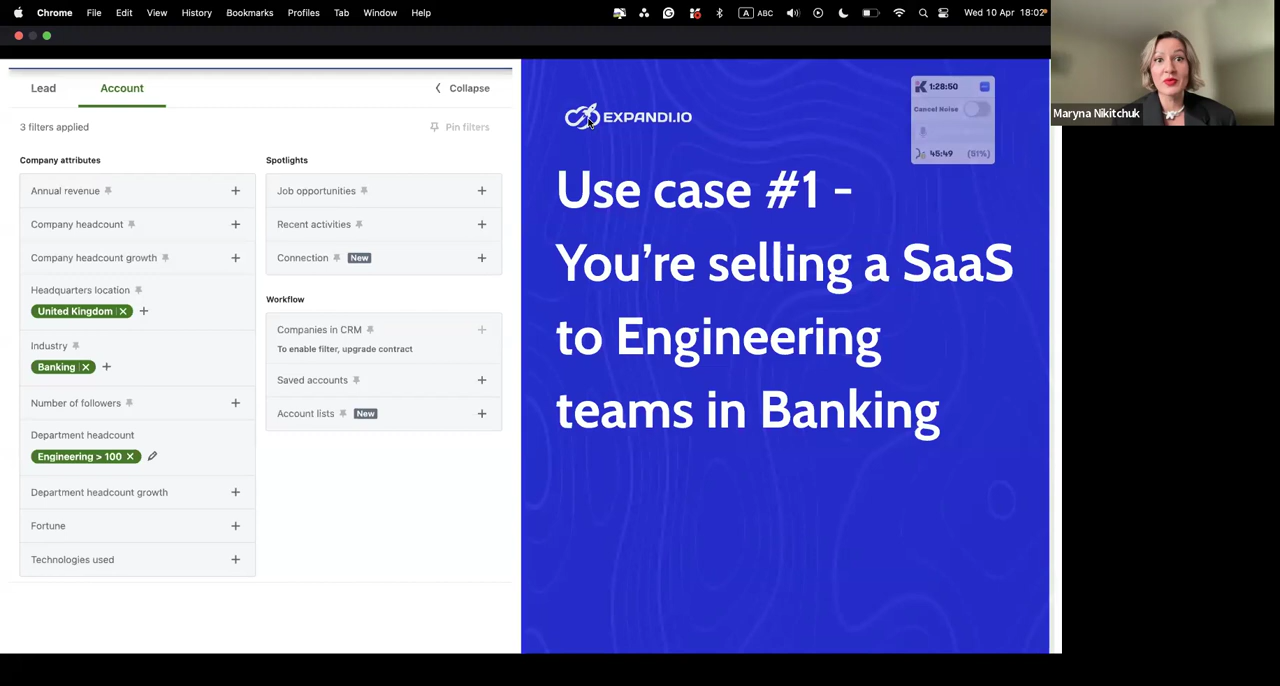 Chrome File Edit View History Bookmarks Profiles Tab Window Help
A ABC Wed 10 Apr 18:02
Lead Account Collapse
3 filters applied Pin filters
Company attributes
Annual revenue
Company headcount
Company headcount growth
Headquarters location
United Kingdom
Industry
Banking
Number of followers
Department headcount
Engineering > 100
Department headcount growth
Fortune
Technologies used
Spotlights
Job opportunities
Recent activities
Connection New
Workflow
Companies in CRM
To enable filter, upgrade contract
Saved accounts
Account lists New
EXPANDI.IO
Use case #1 -
You're selling a SaaS
to Engineering
teams in Banking
1:28:50
Cancel Noise
45:49 (51%)
Maryna Nikitchuk